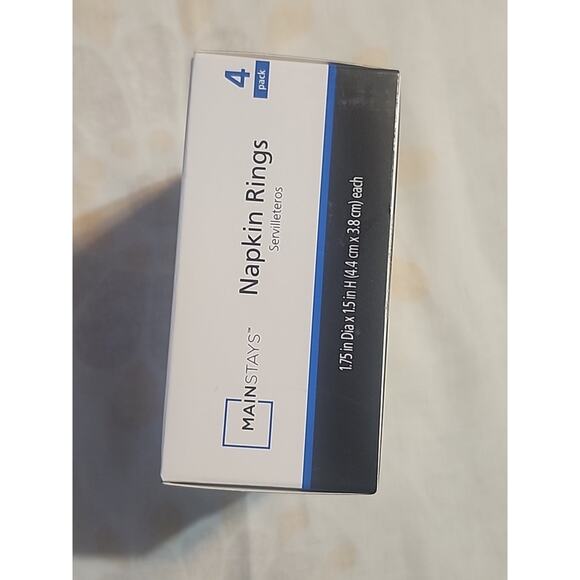 MAINSTAYS™
Napkin Rings
Servilleteros
4
pack
1.75 in Dia x 1.5 in H (4.4 cm x 3.8 cm) each